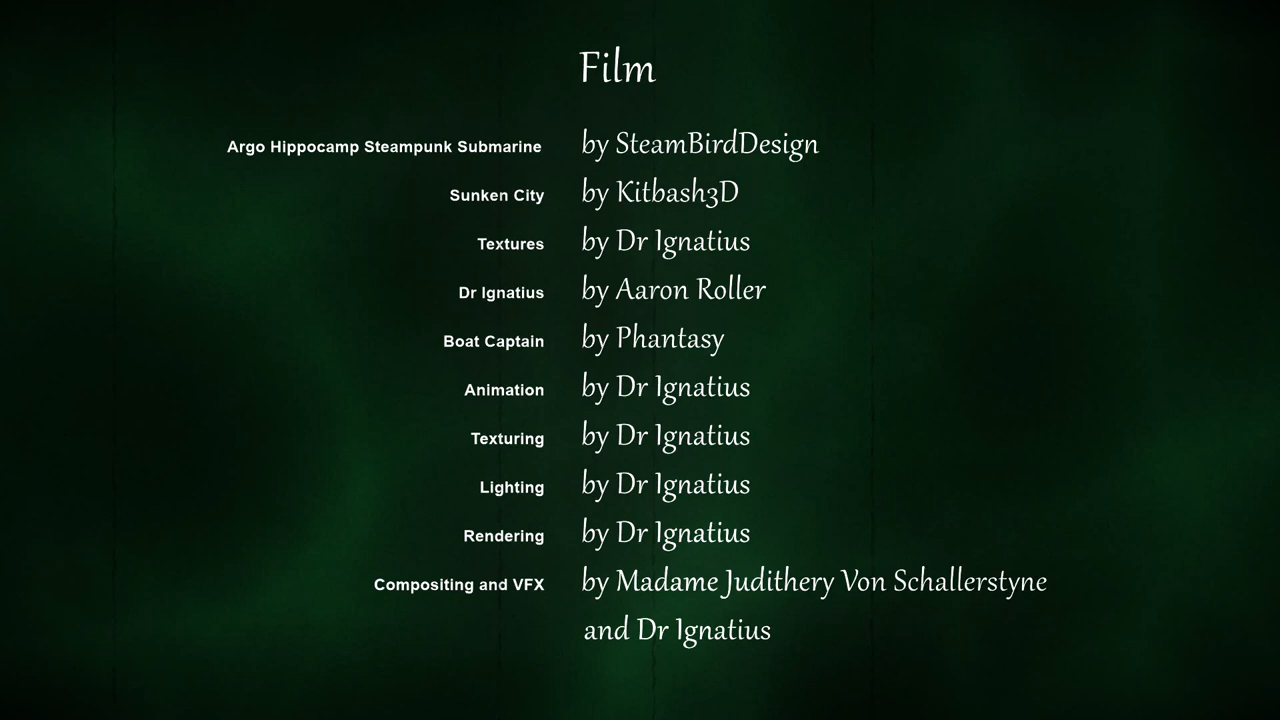 Film
Argo Hippocamp Steampunk Submarine by SteamBirdDesign
Sunken City by Kitbash3D
Textures by Dr Ignatius
Dr Ignatius by Aaron Roller
Boat Captain by Phantasy
Animation by Dr Ignatius
Texturing by Dr Ignatius
Lighting by Dr Ignatius
Rendering by Dr Ignatius
Compositing and VFX by Madame Judithery Von Schallerstyne
and Dr Ignatius